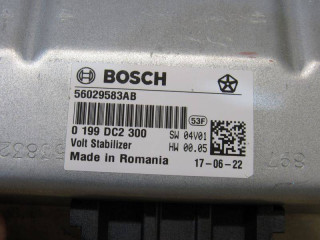 BOSCH
56029583AB
0 199 DC2 300
53F
SW 04V01
Volt Stabilizer
HW 00.05
Made in Romania
17-06-22